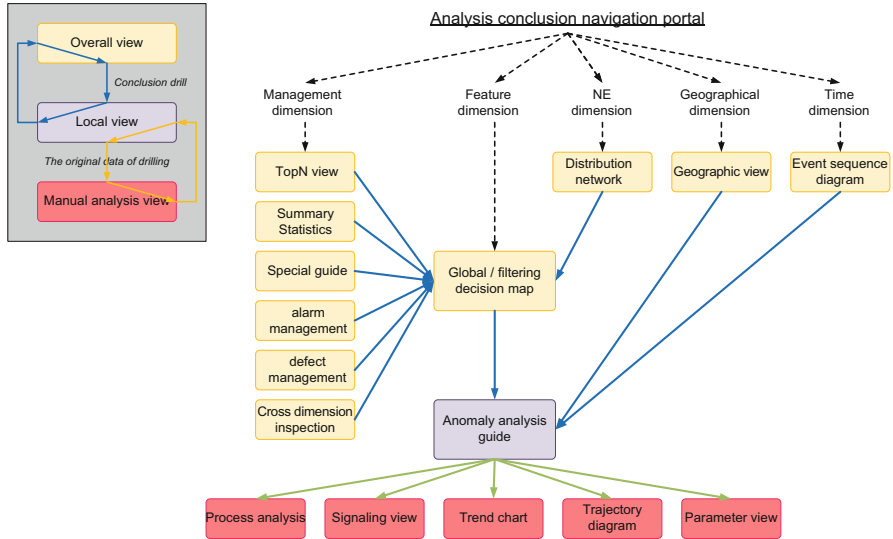 Analysis conclusion navigation portal
Overall view
Conclusion drill
Local view
The original data of drilling
Manual analysis view
Management
dimension
Feature
dimension
NE
dimension
Geographical
dimension
Time
dimension
TopN view
Summary
Statistics
Special guide
alarm
management
defect
management
Cross dimension
inspection
Distribution
network
Geographic view
Event sequence
diagram
Global / filtering
decision map
Anomaly analysis
guide
Process analysis
Signaling view
Trend chart
Trajectory
diagram
Parameter view